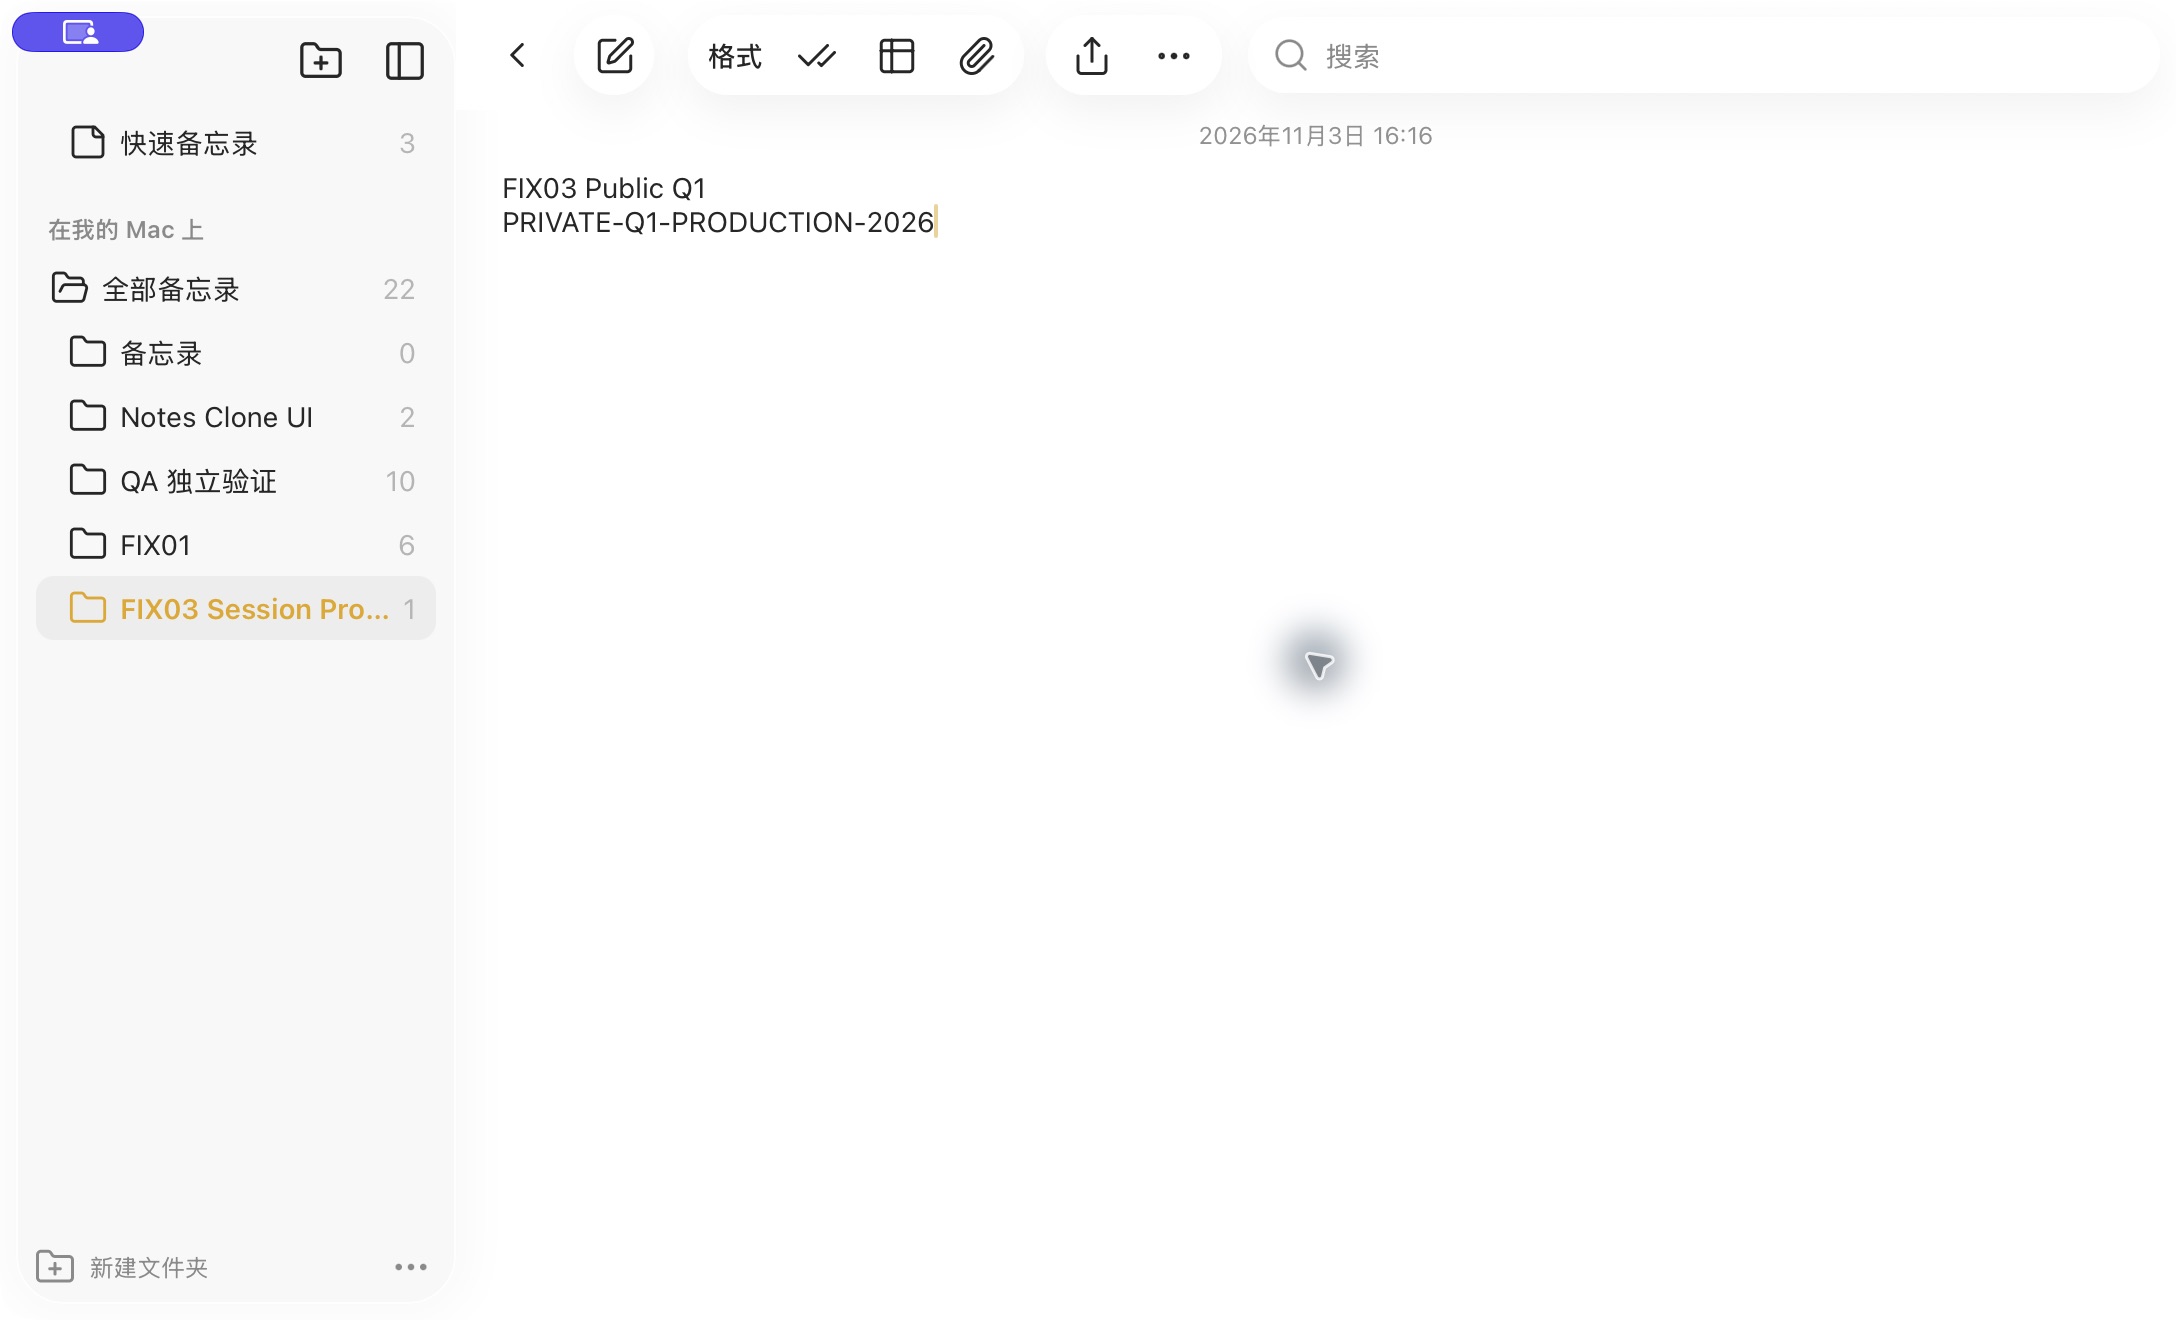 快速备忘录 3
在我的 Mac 上
全部备忘录 22
备忘录 0
Notes Clone UI 2
QA 独立验证 10
FIX01 6
FIX03 Session Pro... 1
新建文件夹
格式
搜索
2026年11月3日 16:16
FIX03 Public Q1
PRIVATE-Q1-PRODUCTION-2026